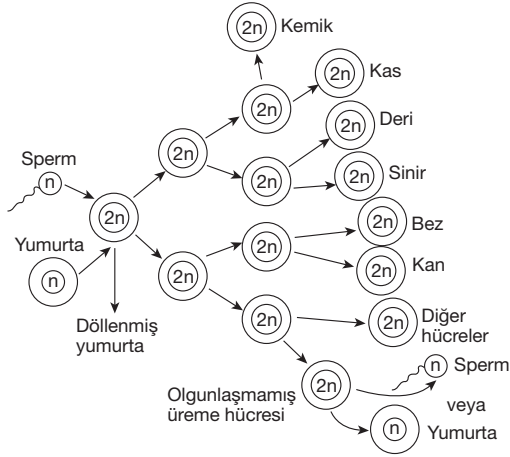 2n Kemik
2n Kas
2n
2n Deri
2n
Sperm
n
2n
2n Sinir
2n
2n Bez
Yumurta
n
2n
2n
2n Kan
Döllenmiş
yumurta
2n
2n Diğer
hücreler
Olgunlaşmamış
üreme hücresi
2n
n Sperm
veya
n Yumurta